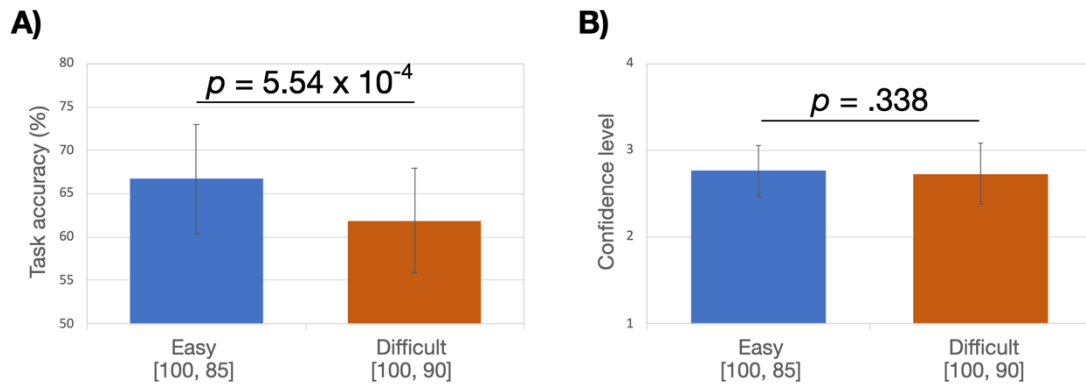 A)
p = 5.54 x 10-4
Task accuracy (%)
80
75
70
65
60
55
50
Easy
[100, 85]
Difficult
[100, 90]
B)
p = .338
Confidence level
4
3
2
1
Easy
[100, 85]
Difficult
[100, 90]